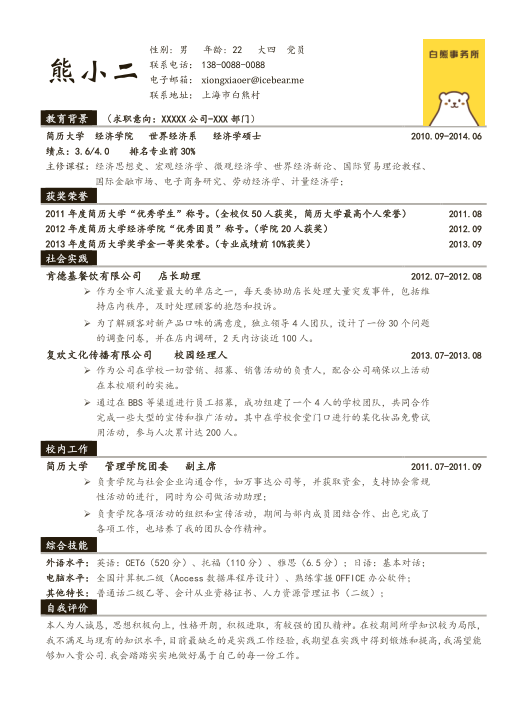 熊小二
性别：男 年龄：22 大四 党员
联系电话：138-0088-0088
电子邮箱：xiongxiaoer@icebear.me
联系地址：上海市白熊村
白熊事务所
教育背景 （求职意向：XXXXX公司-XXX部门）
简历大学 经济学院 世界经济系 经济学硕士 2010.09-2014.06
绩点：3.6/4.0 排名专业前30%
主修课程：经济思想史、宏观经济学、微观经济学、世界经济新论、国际贸易理论教程、
国际金融市场、电子商务研究、劳动经济学、计量经济学；
获奖荣誉
2011年度简历大学“优秀学生”称号。（全校仅50人获奖，简历大学最高个人荣誉） 2011.08
2012年度简历大学经济学院“优秀团员”称号。（学院20人获奖） 2012.09
2013年度简历大学奖学金一等奖荣誉。（专业成绩前10%获奖） 2013.09
社会实践
肯德基餐饮有限公司 店长助理 2012.07-2012.08
➢ 作为全市人流量最大的单店之一，每天要协助店长处理大量突发事件，包括维
持店内秩序，及时处理顾客的抱怨和投诉。
➢ 为了解顾客对新产品口味的满意度，独立领导4人团队，设计了一份30个问题
的调查问卷，并在店内调研，2天内访谈近100人。
复欢文化传播有限公司 校园经理人 2013.07-2013.08
➢ 作为公司在学校一切营销、招募、销售活动的负责人，配合公司确保以上活动
在本校顺利的实施。
➢ 通过在BBS等渠道进行员工招募，成功组建了一个4人的学校团队，共同合作
完成一些大型的宣传和推广活动。其中在学校食堂门口进行的某化妆品免费试
用活动，参与人次累计达200人。
校内工作
简历大学 管理学院团委 副主席 2011.07-2011.09
➢ 负责学院与社会企业沟通合作，如万事达公司等，并获取资金，支持协会常规
性活动的进行，同时为公司做活动助理；
➢ 负责学院各项活动的组织和宣传活动，期间与部内成员团结合作、出色完成了
各项工作，也培养了我的团队合作精神。
综合技能
外语水平：英语：CET6（520分）、托福（110分）、雅思（6.5分）；日语：基本对话；
电脑水平：全国计算机二级（Access数据库程序设计）、熟练掌握OFFICE办公软件；
其他特长：普通话二级乙等、会计从业资格证书、人力资源管理证书（二级）；
自我评价
本人为人诚恳，思想积极向上，性格开朗，积极进取，有较强的团队精神。在校期间所学知识较为局限，
我不满足与现有的知识水平，目前最缺乏的是实践工作经验，我期望在实践中得到锻炼和提高，我渴望能
够加入贵公司.我会踏踏实实地做好属于自己的每一份工作。